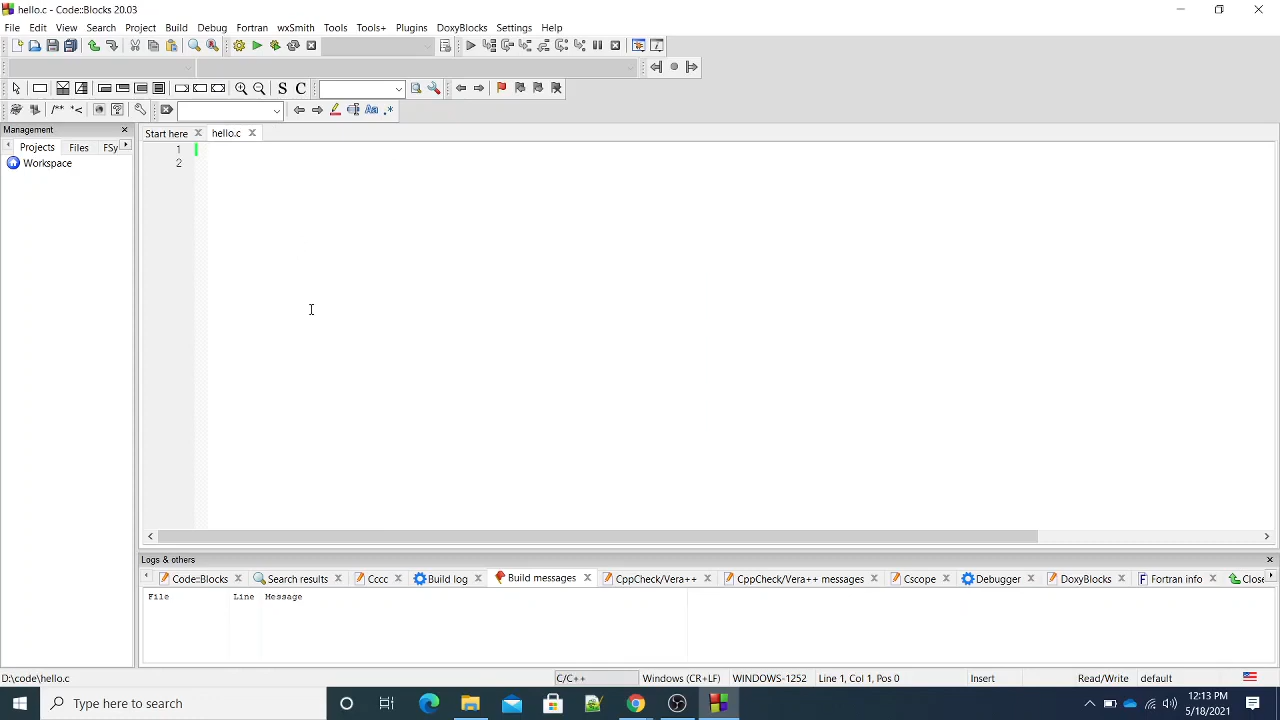 hello.c - Code::Blocks 20.03
File Edit View Search Project Build Debug Fortran wxSmith Tools Tools+ Plugins DoxyBlocks Settings Help
S C
/** *<
Aa .*
Management
Projects Files FSy
Workspace
Start here hello.c
1
2
Logs & others
Code::Blocks Search results Cccc Build log Build messages CppCheck/Vera++ CppCheck/Vera++ messages Cscope Debugger DoxyBlocks Fortran info Close
File Line Message
D:\code\hello.c C/C++ Windows (CR+LF) WINDOWS-1252 Line 1, Col 1, Pos 0 Insert Read/Write default
Type here to search
12:13 PM
5/18/2021